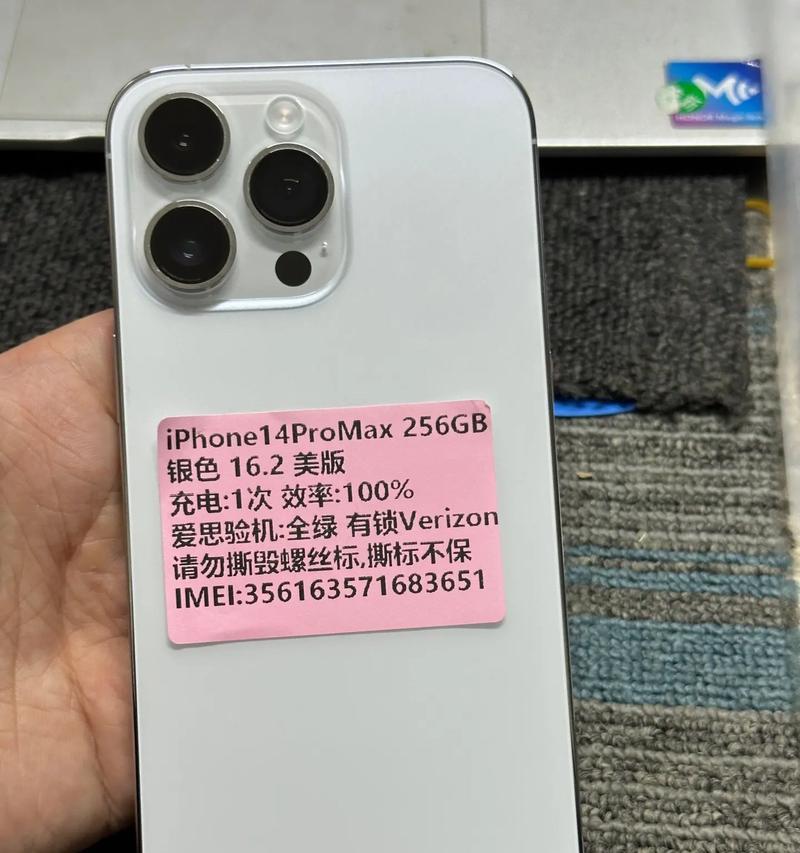 iPhone14ProMax 256GB
银色 16.2 美版
充电:1次 效率:100%
爱思验机:全绿 有锁Verizon
请勿撕毁螺丝标,撕标不保
IMEI:356163571683651
HONOR Magic